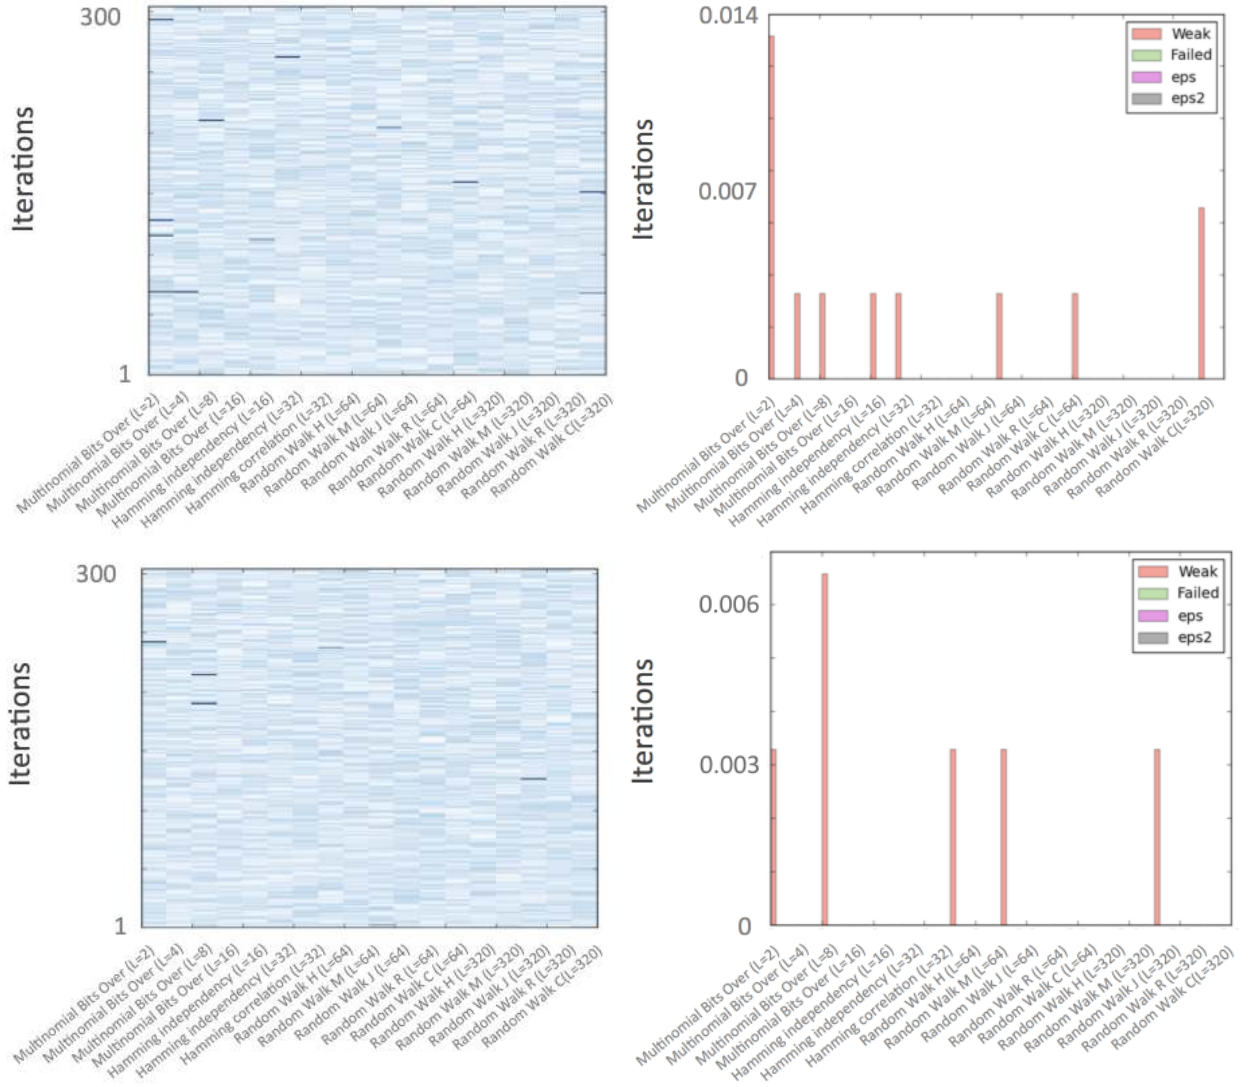 300
Iterations
1
Multinomial Bits Over (L=2)
Multinomial Bits Over (L=4)
Multinomial Bits Over (L=8)
Multinomial Bits Over (L=16)
Hamming independency (L=16)
Hamming independency (L=32)
Hamming correlation (L=32)
Random Walk H (L=64)
Random Walk M (L=64)
Random Walk J (L=64)
Random Walk R (L=64)
Random Walk C (L=64)
Random Walk H (L=320)
Random Walk M (L=320)
Random Walk J (L=320)
Random Walk R (L=320)
Random Walk C(L=320)
0.014
0.007
0
Iterations
Weak
Failed
eps
eps2
Multinomial Bits Over (L=2)
Multinomial Bits Over (L=4)
Multinomial Bits Over (L=8)
Multinomial Bits Over (L=16)
Hamming independency (L=16)
Hamming independency (L=32)
Hamming correlation (L=32)
Random Walk H (L=64)
Random Walk M (L=64)
Random Walk J (L=64)
Random Walk R (L=64)
Random Walk C (L=64)
Random Walk H (L=320)
Random Walk M (L=320)
Random Walk J (L=320)
Random Walk R (L=320)
Random Walk C(L=320)
300
Iterations
1
Multinomial Bits Over (L=2)
Multinomial Bits Over (L=4)
Multinomial Bits Over (L=8)
Multinomial Bits Over (L=16)
Hamming independency (L=16)
Hamming independency (L=32)
Hamming correlation (L=32)
Random Walk H (L=64)
Random Walk M (L=64)
Random Walk J (L=64)
Random Walk R (L=64)
Random Walk C (L=64)
Random Walk H (L=320)
Random Walk M (L=320)
Random Walk J (L=320)
Random Walk R (L=320)
Random Walk C(L=320)
0.006
0.003
0
Iterations
Weak
Failed
eps
eps2
Multinomial Bits Over (L=2)
Multinomial Bits Over (L=4)
Multinomial Bits Over (L=8)
Multinomial Bits Over (L=16)
Hamming independency (L=16)
Hamming independency (L=32)
Hamming correlation (L=32)
Random Walk H (L=64)
Random Walk M (L=64)
Random Walk J (L=64)
Random Walk R (L=64)
Random Walk C (L=64)
Random Walk H (L=320)
Random Walk M (L=320)
Random Walk J (L=320)
Random Walk R (L=320)
Random Walk C(L=320)